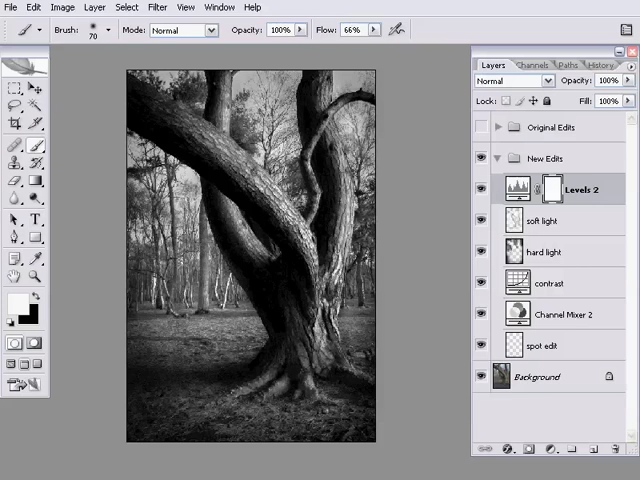 File Edit Image Layer Select Filter View Window Help
Brush: 70 Mode: Normal Opacity: 100% Flow: 66%
Layers Channels Paths History
Normal Opacity: 100%
Lock: Fill: 100%
Original Edits
New Edits
Levels 2
soft light
hard light
contrast
Channel Mixer 2
spot edit
Background